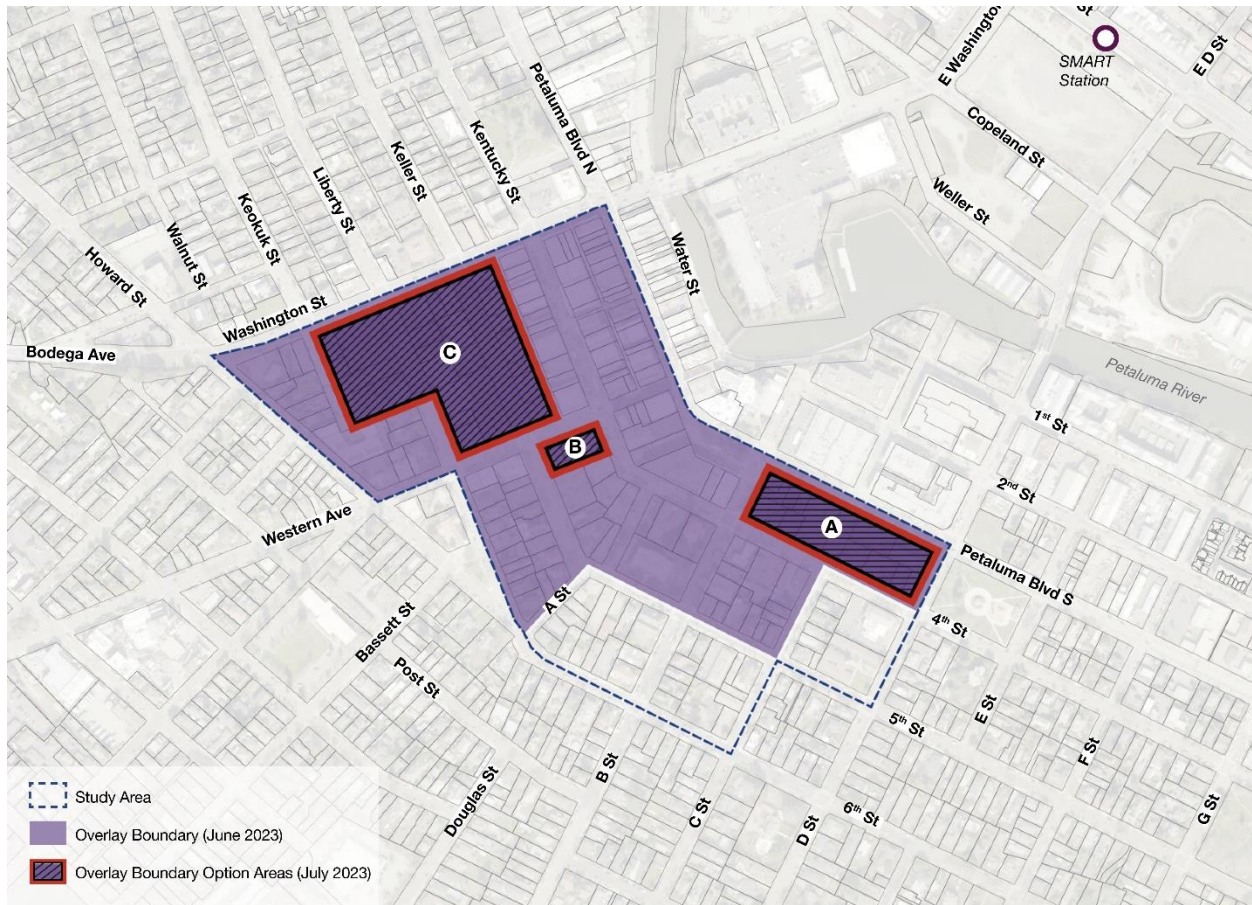 E Washington
St
E D St
SMART
Station
Petaluma Blvd N
Kentucky St
Keller St
Liberty St
Keokuk St
Walnut St
Howard St
Copeland St
Weller St
Water St
Washington St
Bodega Ave
C
B
A
Petaluma River
1st St
2nd St
Petaluma Blvd S
4th St
Western Ave
A St
Bassett St
Post St
E St
5th St
F St
Douglas St
B St
C St
D St
6th St
G St
Study Area
Overlay Boundary (June 2023)
Overlay Boundary Option Areas (July 2023)